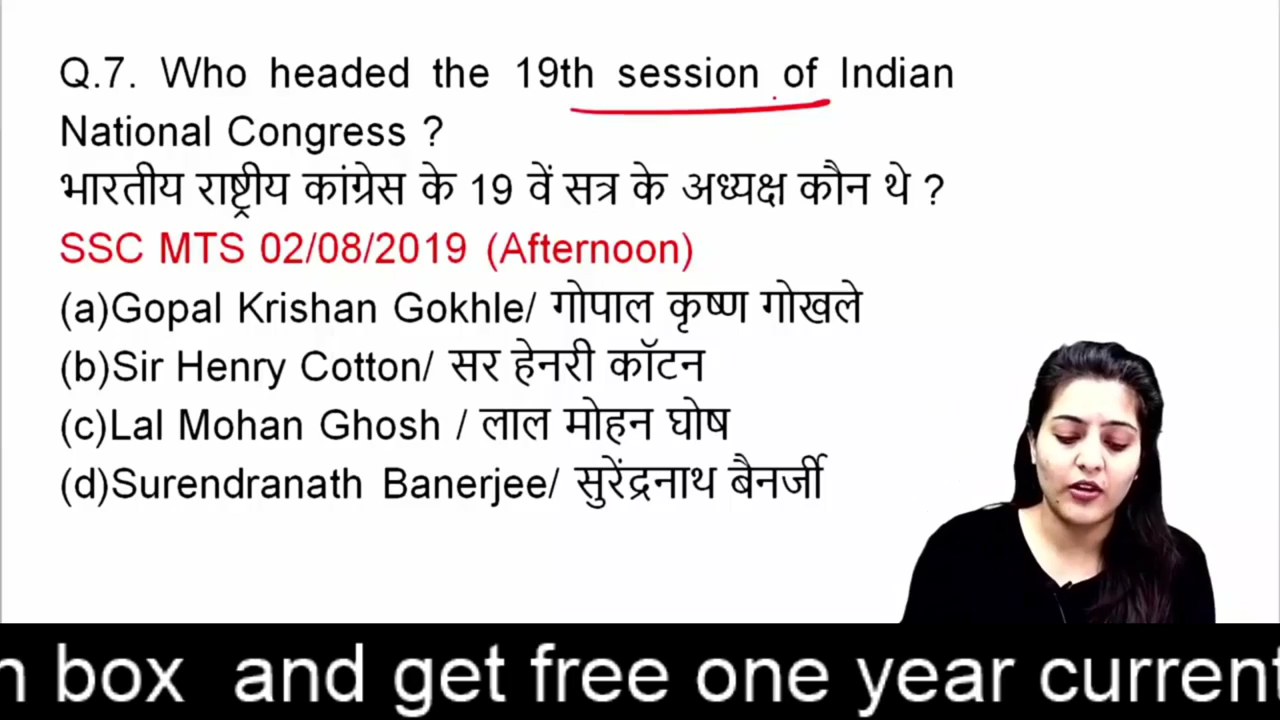 Q.7. Who headed the 19th session of Indian
National Congress ?
भारतीय राष्ट्रीय कांग्रेस के 19 वें सत्र के अध्यक्ष कौन थे ?
SSC MTS 02/08/2019 (Afternoon)
(a)Gopal Krishan Gokhle/ गोपाल कृष्ण गोखले
(b)Sir Henry Cotton/ सर हेनरी कॉटन
(c)Lal Mohan Ghosh / लाल मोहन घोष
(d)Surendranath Banerjee/ सुरेंद्रनाथ बैनर्जी
n box and get free one year current